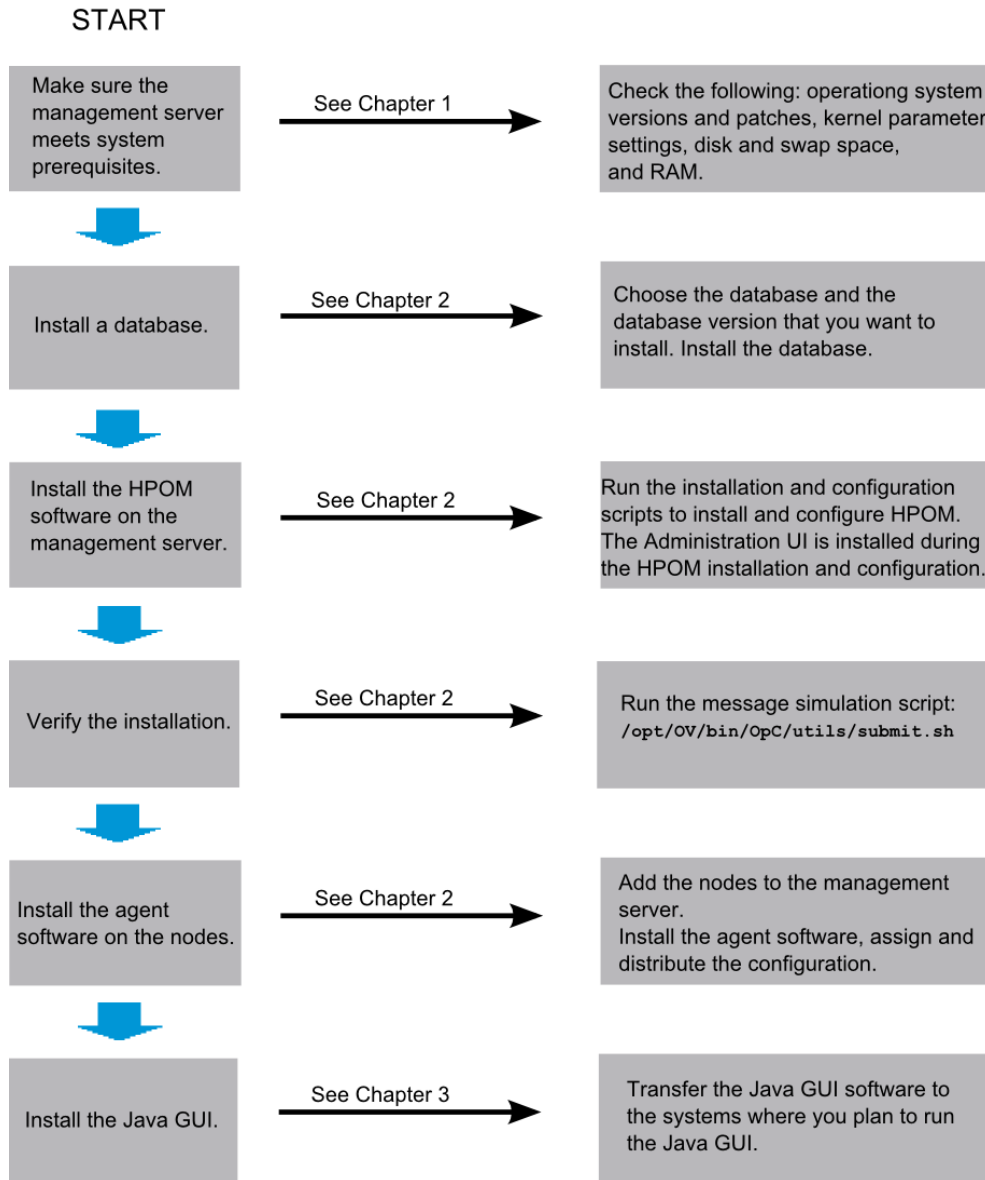 START
Make sure the
management server
meets system
prerequisites.
See Chapter 1
Check the following: operationg system
versions and patches, kernel parameter
settings, disk and swap space,
and RAM.
Install a database.
See Chapter 2
Choose the database and the
database version that you want to
install. Install the database.
Install the HPOM
software on the
management server.
See Chapter 2
Run the installation and configuration
scripts to install and configure HPOM.
The Administration UI is installed during
the HPOM installation and configuration.
Verify the installation.
See Chapter 2
Run the message simulation script:
/opt/OV/bin/OpC/utils/submit.sh
Install the agent
software on the nodes.
See Chapter 2
Add the nodes to the management
server.
Install the agent software, assign and
distribute the configuration.
Install the Java GUI.
See Chapter 3
Transfer the Java GUI software to
the systems where you plan to run
the Java GUI.